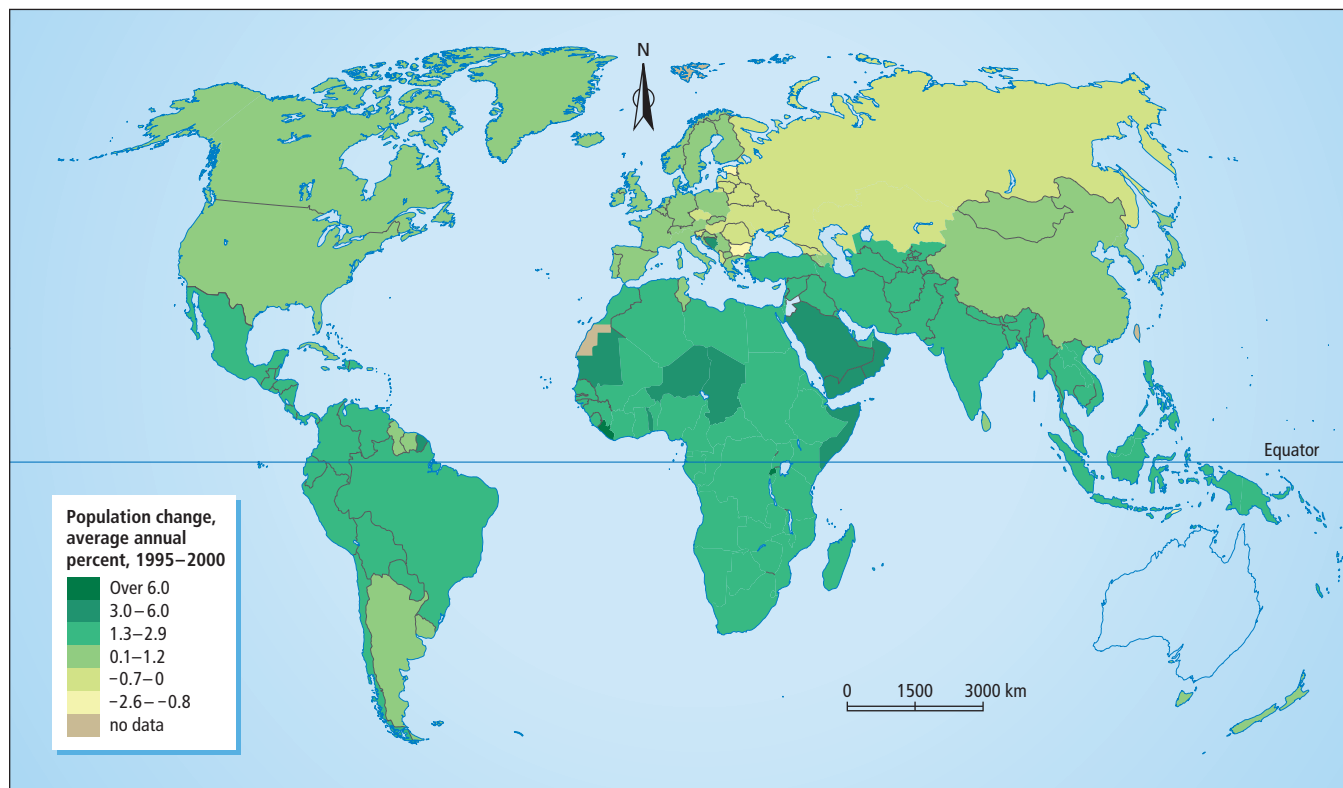 N
Equator
Population change,
average annual
percent, 1995–2000
Over 6.0
3.0–6.0
1.3–2.9
0.1–1.2
−0.7–0
−2.6–−0.8
no data
0 1500 3000 km